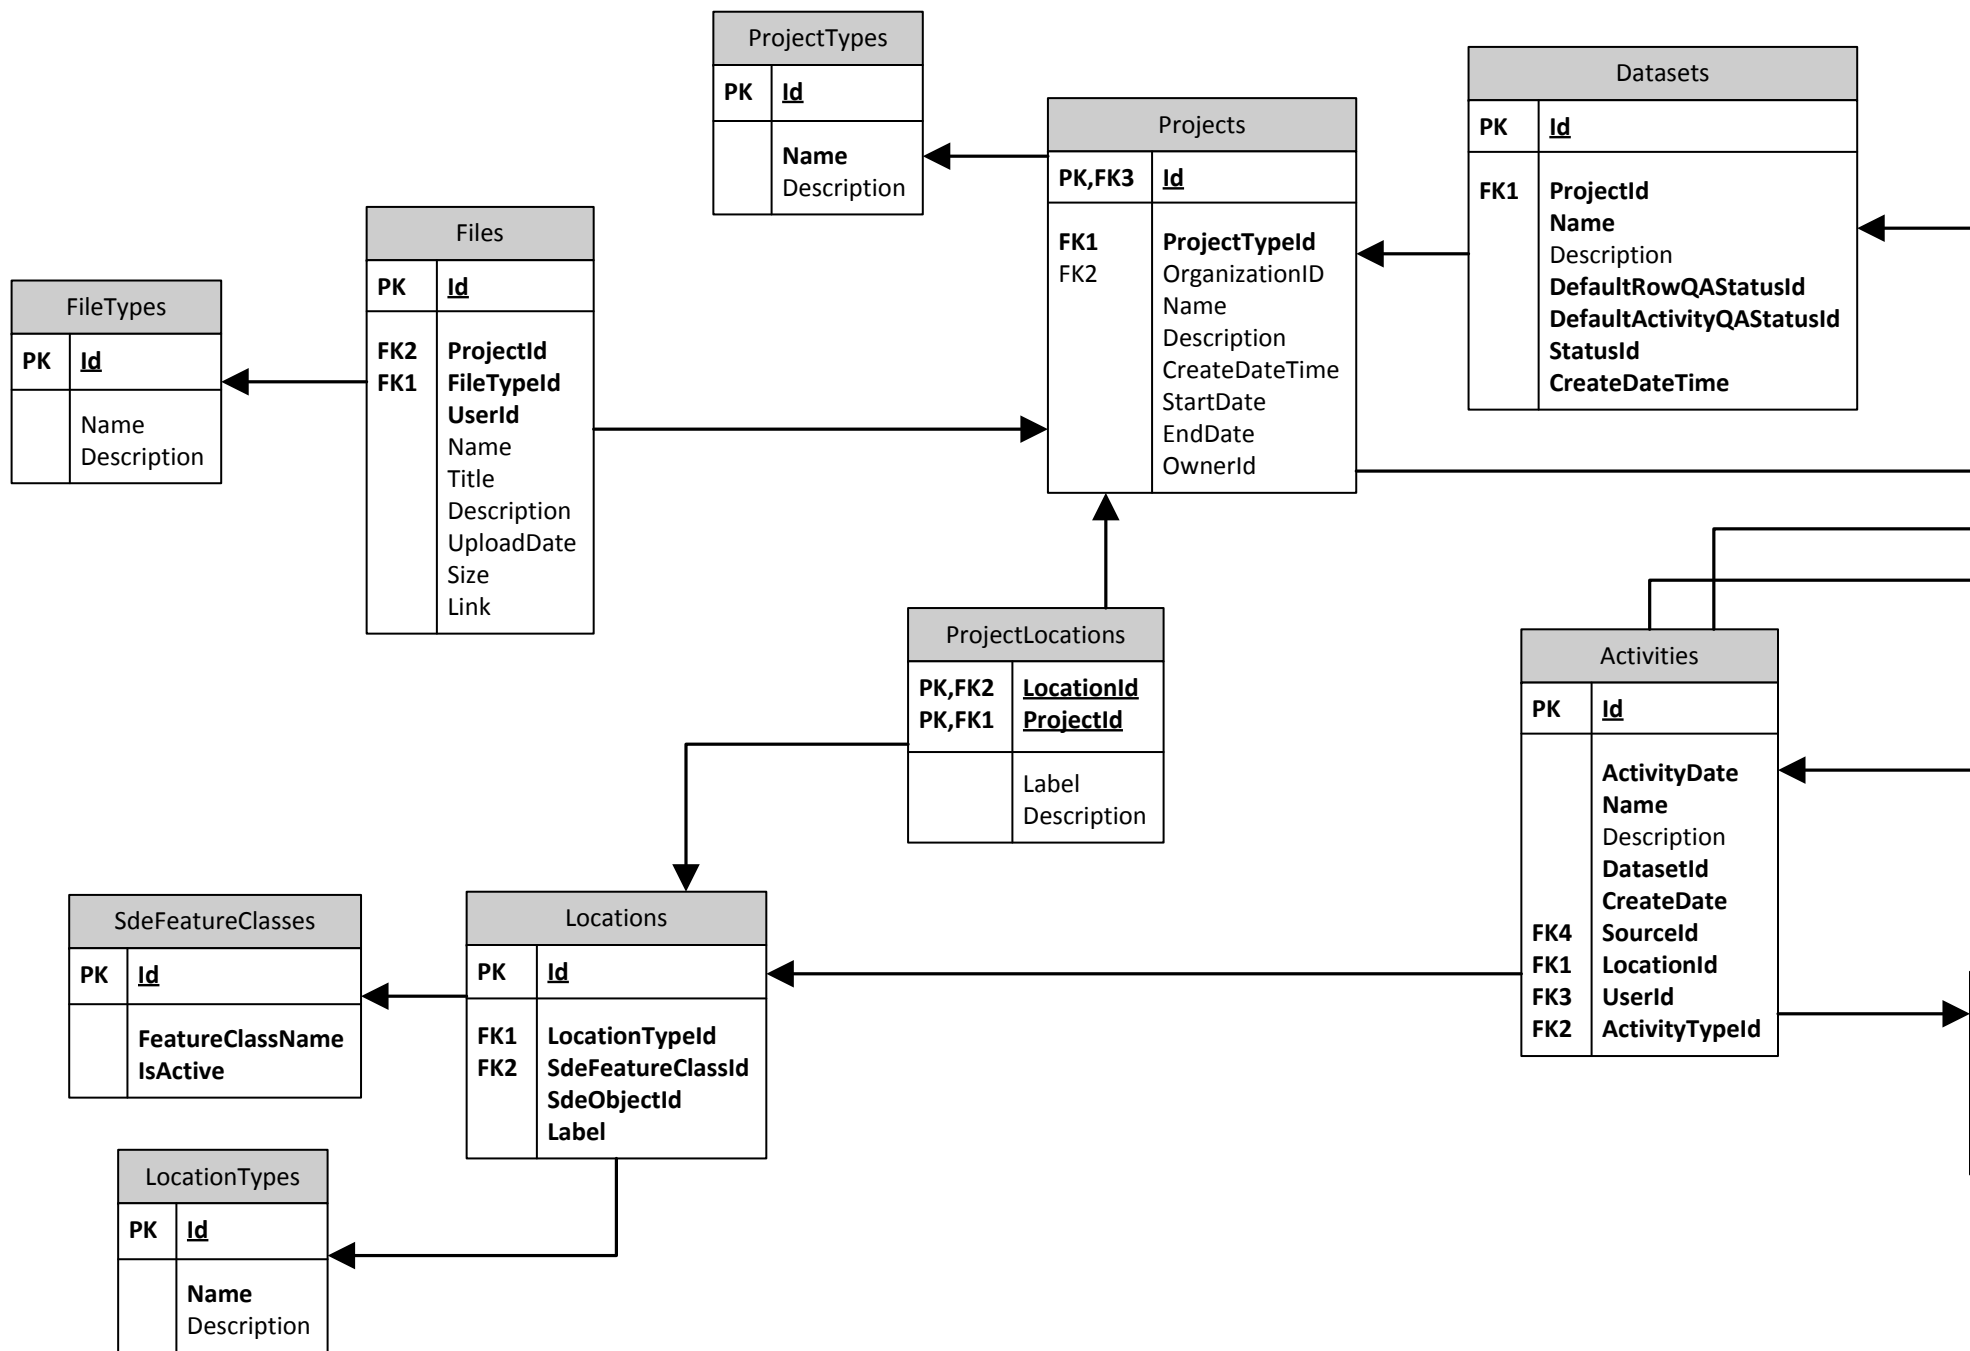 ProjectTypes
PK Id
Name
Description
Datasets
PK Id
FK1 ProjectId
Name
Description
DefaultRowQAStatusId
DefaultActivityQAStatusId
StatusId
CreateDateTime
Projects
PK,FK3 Id
FK1 ProjectTypeId
FK2 OrganizationID
Name
Description
CreateDateTime
StartDate
EndDate
OwnerId
Files
PK Id
FK2 ProjectId
FK1 FileTypeId
UserId
Name
Title
Description
UploadDate
Size
Link
FileTypes
PK Id
Name
Description
ProjectLocations
PK,FK2 LocationId
PK,FK1 ProjectId
Label
Description
Activities
PK Id
ActivityDate
Name
Description
DatasetId
CreateDate
FK4 SourceId
FK1 LocationId
FK3 UserId
FK2 ActivityTypeId
SdeFeatureClasses
PK Id
FeatureClassName
IsActive
Locations
PK Id
FK1 LocationTypeId
FK2 SdeFeatureClassId
SdeObjectId
Label
LocationTypes
PK Id
Name
Description